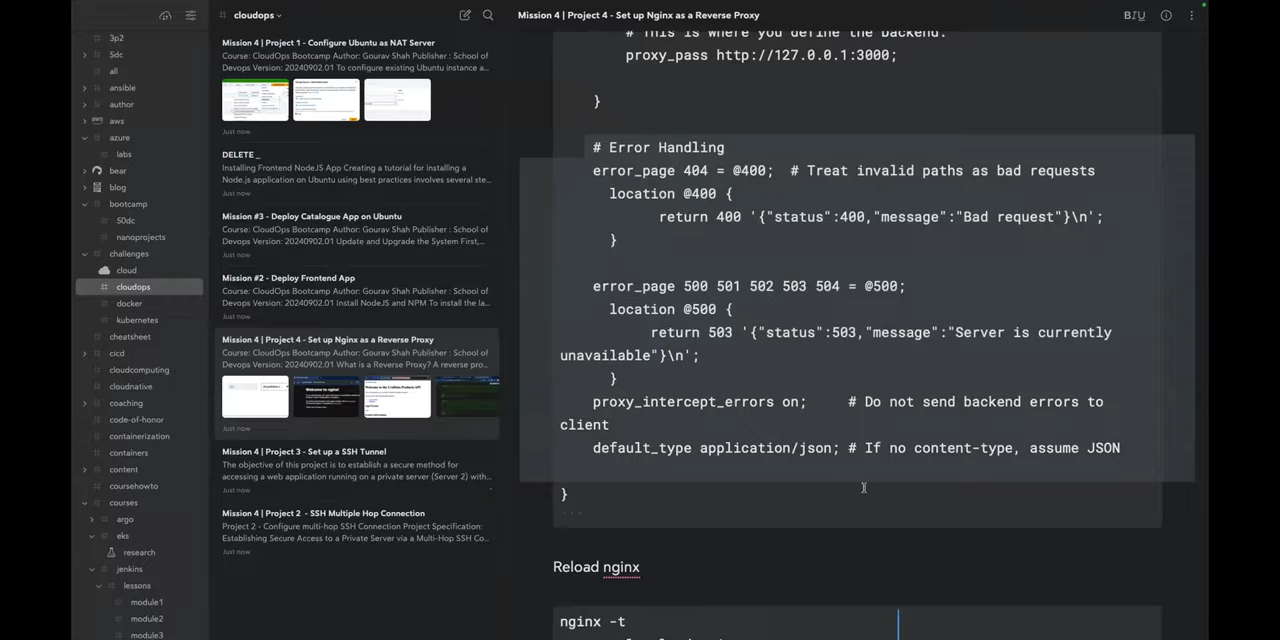 3p2
5dc
all
ansible
author
aws
azure
labs
bear
blog
bootcamp
50dc
nanoprojects
challenges
cloud
cloudops
docker
kubernetes
cheatsheet
cicd
cloudcomputing
cloudnative
coaching
code-of-honor
containerization
containers
content
coursehowto
courses
argo
eks
research
jenkins
lessons
module1
module2
module3
cloudops
Mission 4 | Project 1 - Configure Ubuntu as NAT Server
Course: CloudOps Bootcamp Author: Gourav Shah Publisher : School of
Devops Version: 20240902.01 To configure existing Ubuntu instance a...
Just now
DELETE _
Installing Frontend NodeJS App Creating a tutorial for installing a
Node.js application on Ubuntu using best practices involves several ste...
Just now
Mission #3 - Deploy Catalogue App on Ubuntu
Course: CloudOps Bootcamp Author: Gourav Shah Publisher : School of
Devops Version: 20240902.01 Update and Upgrade the System First,...
Just now
Mission #2 - Deploy Frontend App
Course: CloudOps Bootcamp Author: Gourav Shah Publisher : School of
Devops Version: 20240902.01 Install NodeJS and NPM To install the la...
Just now
Mission 4 | Project 4 - Set up Nginx as a Reverse Proxy
Course: CloudOps Bootcamp Author: Gourav Shah Publisher : School of
Devops Version: 20240902.01 What is a Reverse Proxy? A reverse pro...
Welcome to nginx!
Just now
Mission 4 | Project 3 - Set up a SSH Tunnel
The objective of this project is to establish a secure method for
accessing a web application running on a private server (Server 2) with...
Just now
Mission 4 | Project 2 - SSH Multiple Hop Connection
Project 2 - Configure multi-hop SSH Connection Project Specification:
Establishing Secure Access to a Private Server via a Multi-Hop SSH Co...
Just now
Mission 4 | Project 4 - Set up Nginx as a Reverse Proxy
BIU
# This is where you define the backend.
proxy_pass http://127.0.0.1:3000;
}
# Error Handling
error_page 404 = @400; # Treat invalid paths as bad requests
location @400 {
return 400 '{"status":400,"message":"Bad request"}\n';
}
error_page 500 501 502 503 504 = @500;
location @500 {
return 503 '{"status":503,"message":"Server is currently
unavailable"}\n';
}
proxy_intercept_errors on; # Do not send backend errors to
client
default_type application/json; # If no content-type, assume JSON
}
```
Reload nginx
nginx -t